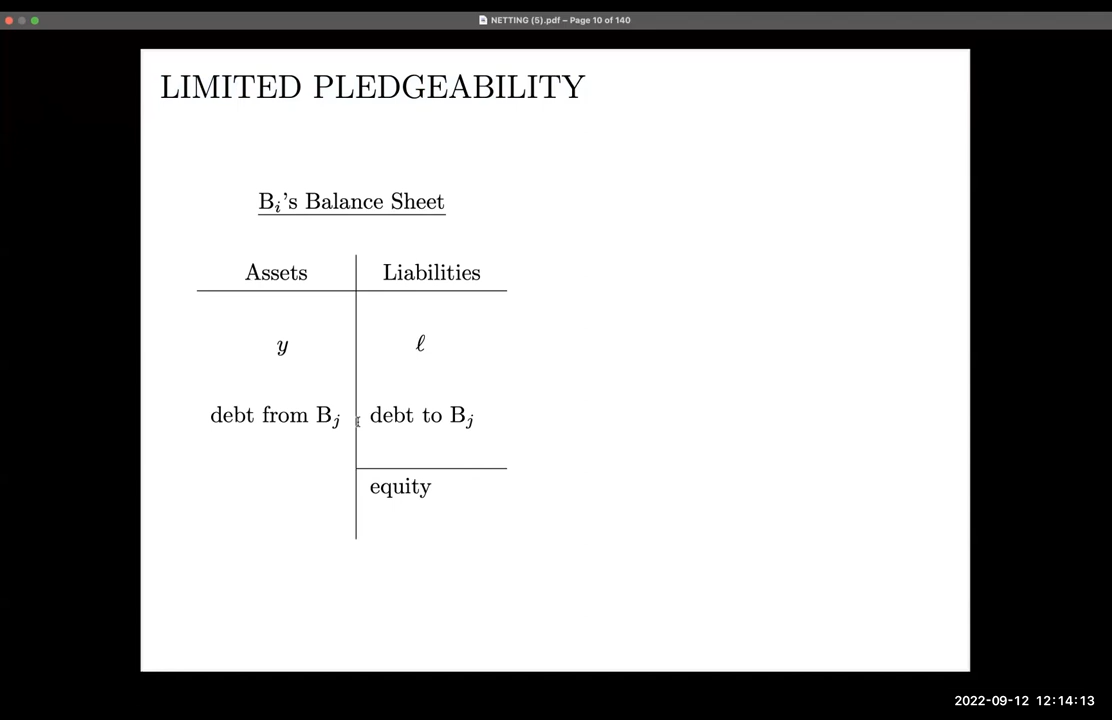 NETTING (5).pdf – Page 10 of 140
LIMITED PLEDGEABILITY
Bᵢ’s Balance Sheet
Assets Liabilities
y ℓ
debt from Bⱼ debt to Bⱼ
equity
2022-09-12 12:14:13